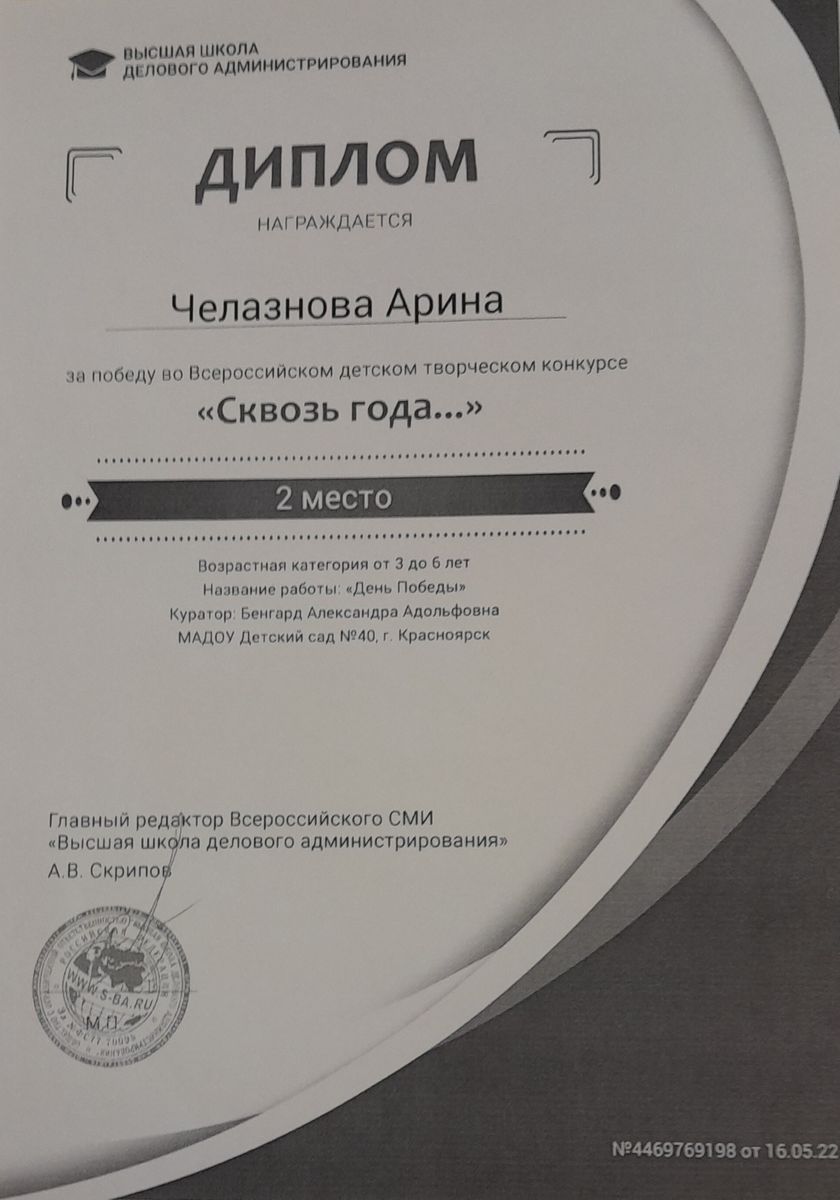 ВЫСШАЯ ШКОЛА
ДЕЛОВОГО АДМИНИСТРИРОВАНИЯ
ДИПЛОМ
НАГРАЖДАЕТСЯ
Челазнова Арина
за победу во Всероссийском детском творческом конкурсе
«Сквозь года...»
2 место
Возрастная категория от 3 до 6 лет
Название работы: «День Победы»
Куратор: Бенгард Александра Адольфовна
МАДОУ Детский сад №40, г. Красноярск
Главный редактор Всероссийского СМИ
«Высшая школа делового администрирования»
А.В. Скрипов
РОССИЙСКАЯ ФЕДЕРАЦИЯ
WWW.S-BA.RU
М.П.
№4469769198 от 16.05.22